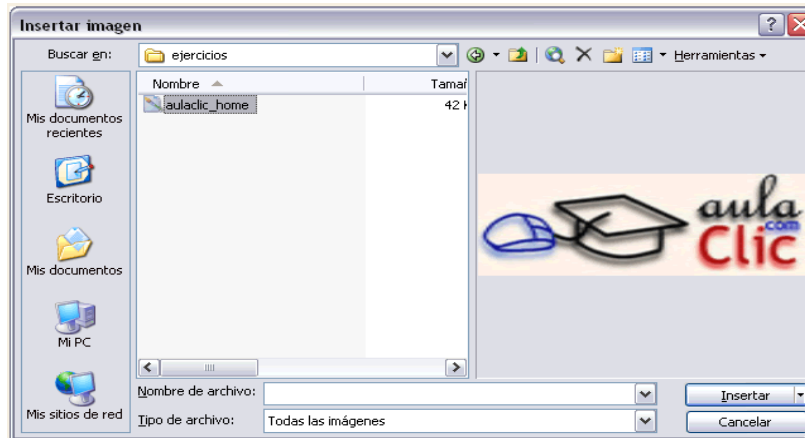 Insertar imagen
Buscar en: ejercicios Herramientas
Nombre Tamañ
aulaclic_home 42 K
Mis documentos
recientes
Escritorio
Mis documentos
Mi PC
Mis sitios de red
aula
.com
Clic
Nombre de archivo: Insertar
Tipo de archivo: Todas las imágenes Cancelar